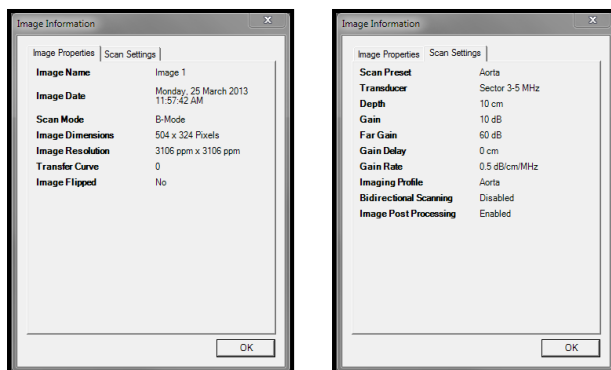 Image Information
x
Image Properties Scan Settings
Image Name Image 1
Image Date Monday, 25 March 2013
11:57:42 AM
Scan Mode B-Mode
Image Dimensions 504 x 324 Pixels
Image Resolution 3106 ppm x 3106 ppm
Transfer Curve 0
Image Flipped No
OK
Image Information
x
Image Properties Scan Settings
Scan Preset Aorta
Transducer Sector 3-5 MHz
Depth 10 cm
Gain 10 dB
Far Gain 60 dB
Gain Delay 0 cm
Gain Rate 0.5 dB/cm/MHz
Imaging Profile Aorta
Bidirectional Scanning Disabled
Image Post Processing Enabled
OK